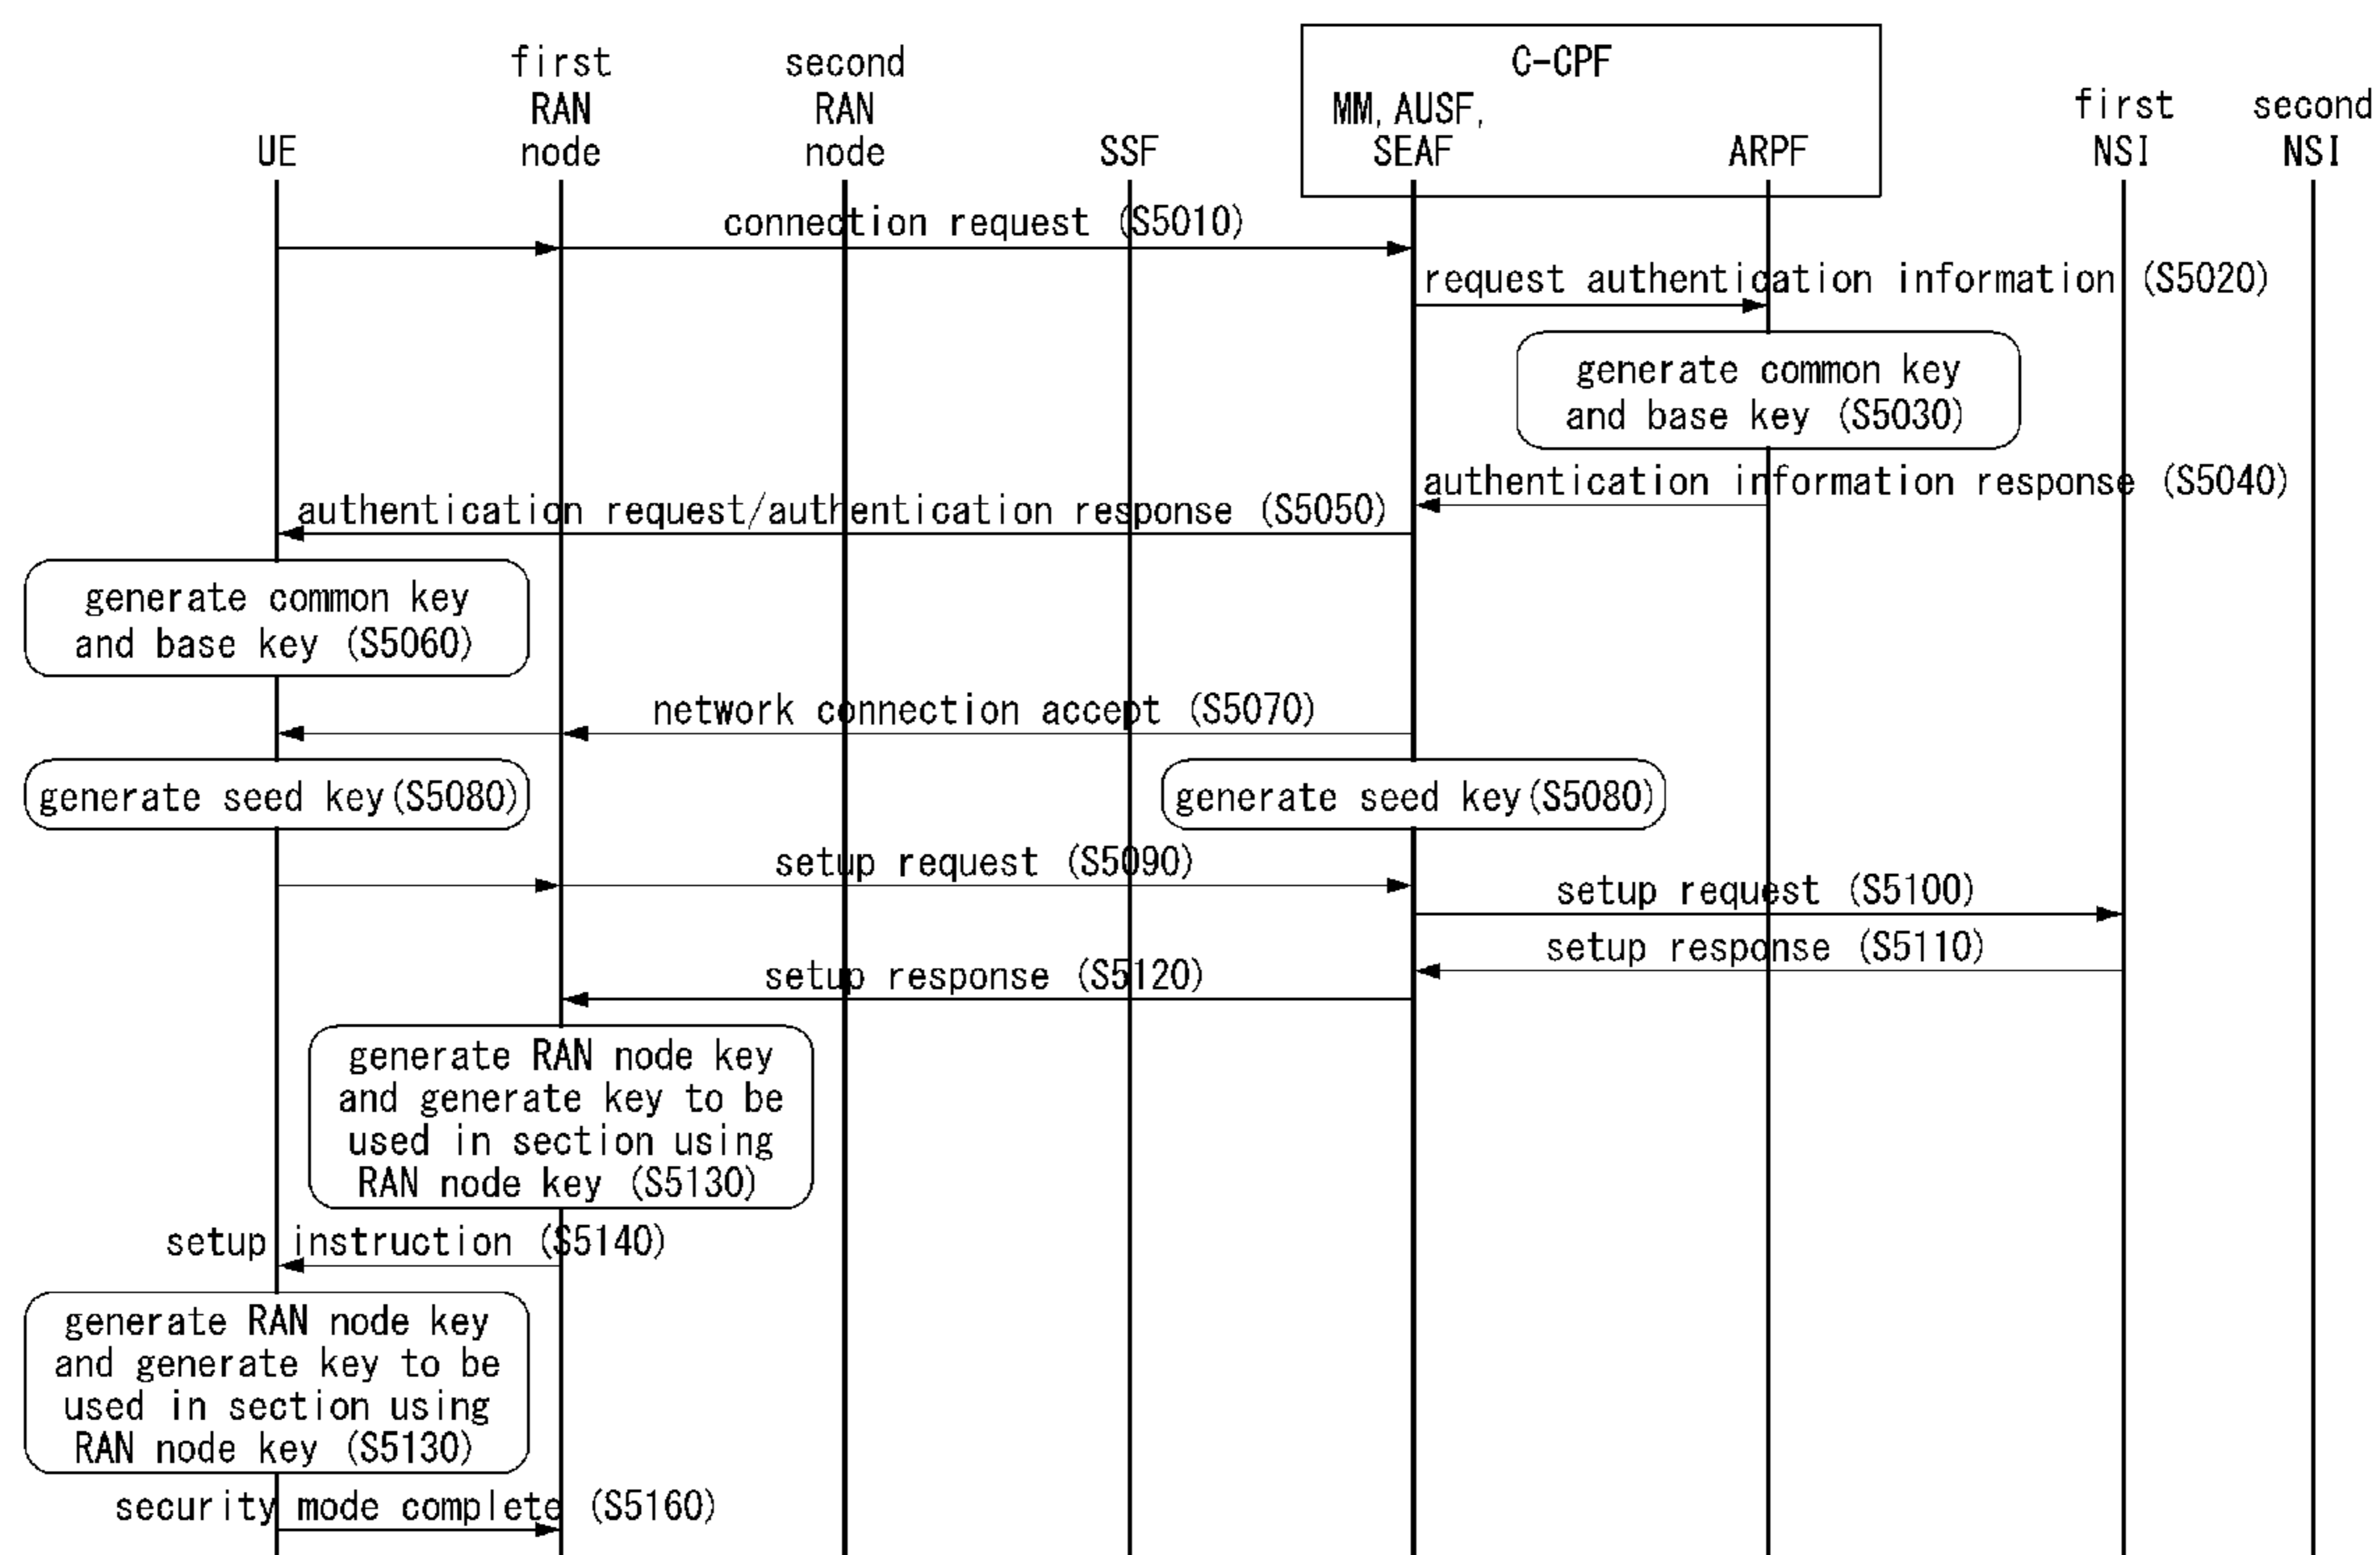 C-CPF
first
RAN
node
second
RAN
node
UE
SSF
MM, AUSF,
SEAF
ARPF
first
NSI
second
NSI
connection request (S5010)
request authentication information (S5020)
generate common key
and base key (S5030)
authentication information response (S5040)
authentication request/authentication response (S5050)
generate common key
and base key (S5060)
network connection accept (S5070)
generate seed key(S5080)
generate seed key(S5080)
setup request (S5090)
setup request (S5100)
setup response (S5110)
setup response (S5120)
generate RAN node key
and generate key to be
used in section using
RAN node key (S5130)
setup instruction (S5140)
generate RAN node key
and generate key to be
used in section using
RAN node key (S5130)
security mode complete (S5160)